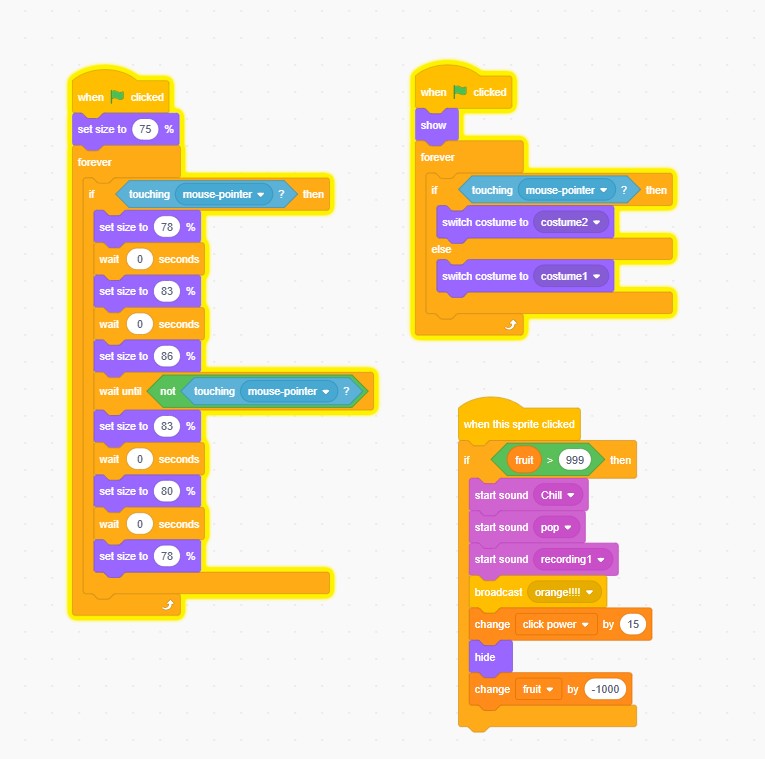 when clicked
set size to 75 %
forever
if touching mouse-pointer ? then
set size to 78 %
wait 0 seconds
set size to 83 %
wait 0 seconds
set size to 86 %
wait until not touching mouse-pointer ?
set size to 83 %
wait 0 seconds
set size to 80 %
wait 0 seconds
set size to 78 %
when clicked
show
forever
if touching mouse-pointer ? then
switch costume to costume2
else
switch costume to costume1
when this sprite clicked
if fruit > 999 then
start sound Chill
start sound pop
start sound recording1
broadcast orange!!!!
change click power by 15
hide
change fruit by -1000